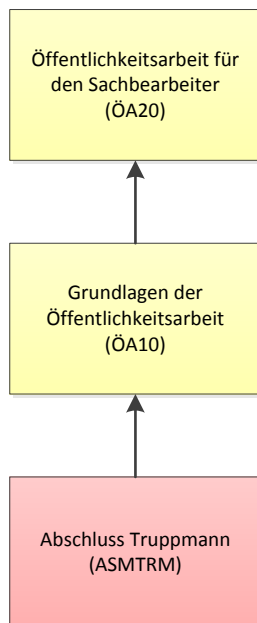 Öffentlichkeitsarbeit für
den Sachbearbeiter
(ÖA20)
Grundlagen der
Öffentlichkeitsarbeit
(ÖA10)
Abschluss Truppmann
(ASMTRM)